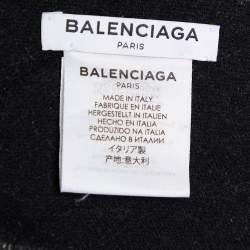 BALENCIAGA
PARIS
BALENCIAGA
PARIS
MADE IN ITALY
FABRIQUE EN ITALIE
HERGESTELLT IN ITALIEN
HECHO EN ITALIA
PRODUZIDO NA ITALIA
СДЕЛАНО В ИТАЛИИ
イタリア製
产地:意大利